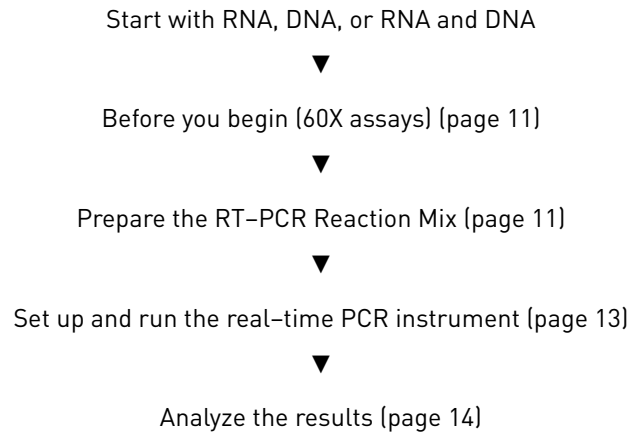 Start with RNA, DNA, or RNA and DNA
▼
Before you begin (60X assays) (page 11)
▼
Prepare the RT–PCR Reaction Mix (page 11)
▼
Set up and run the real–time PCR instrument (page 13)
▼
Analyze the results (page 14)